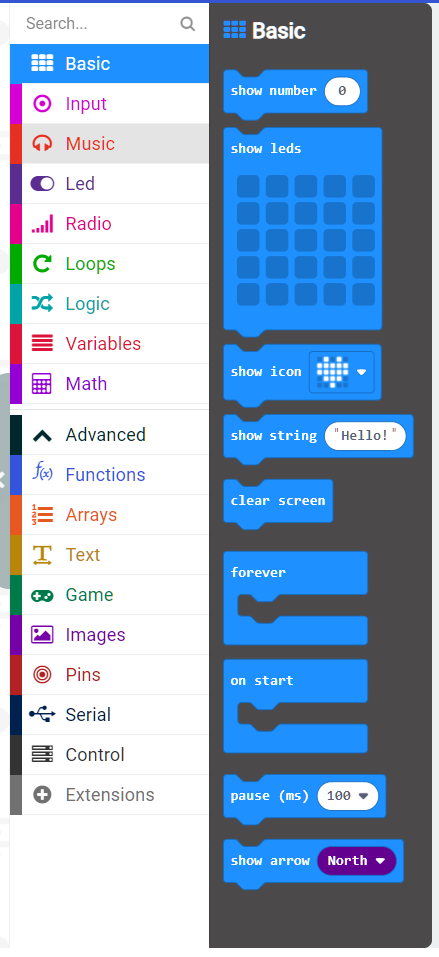 Search...
Basic
Input
Music
Led
Radio
Loops
Logic
Variables
Math
Advanced
Functions
Arrays
Text
Game
Images
Pins
Serial
Control
Extensions
Basic
show number 0
show leds
show icon
show string "Hello!"
clear screen
forever
on start
pause (ms) 100
show arrow North